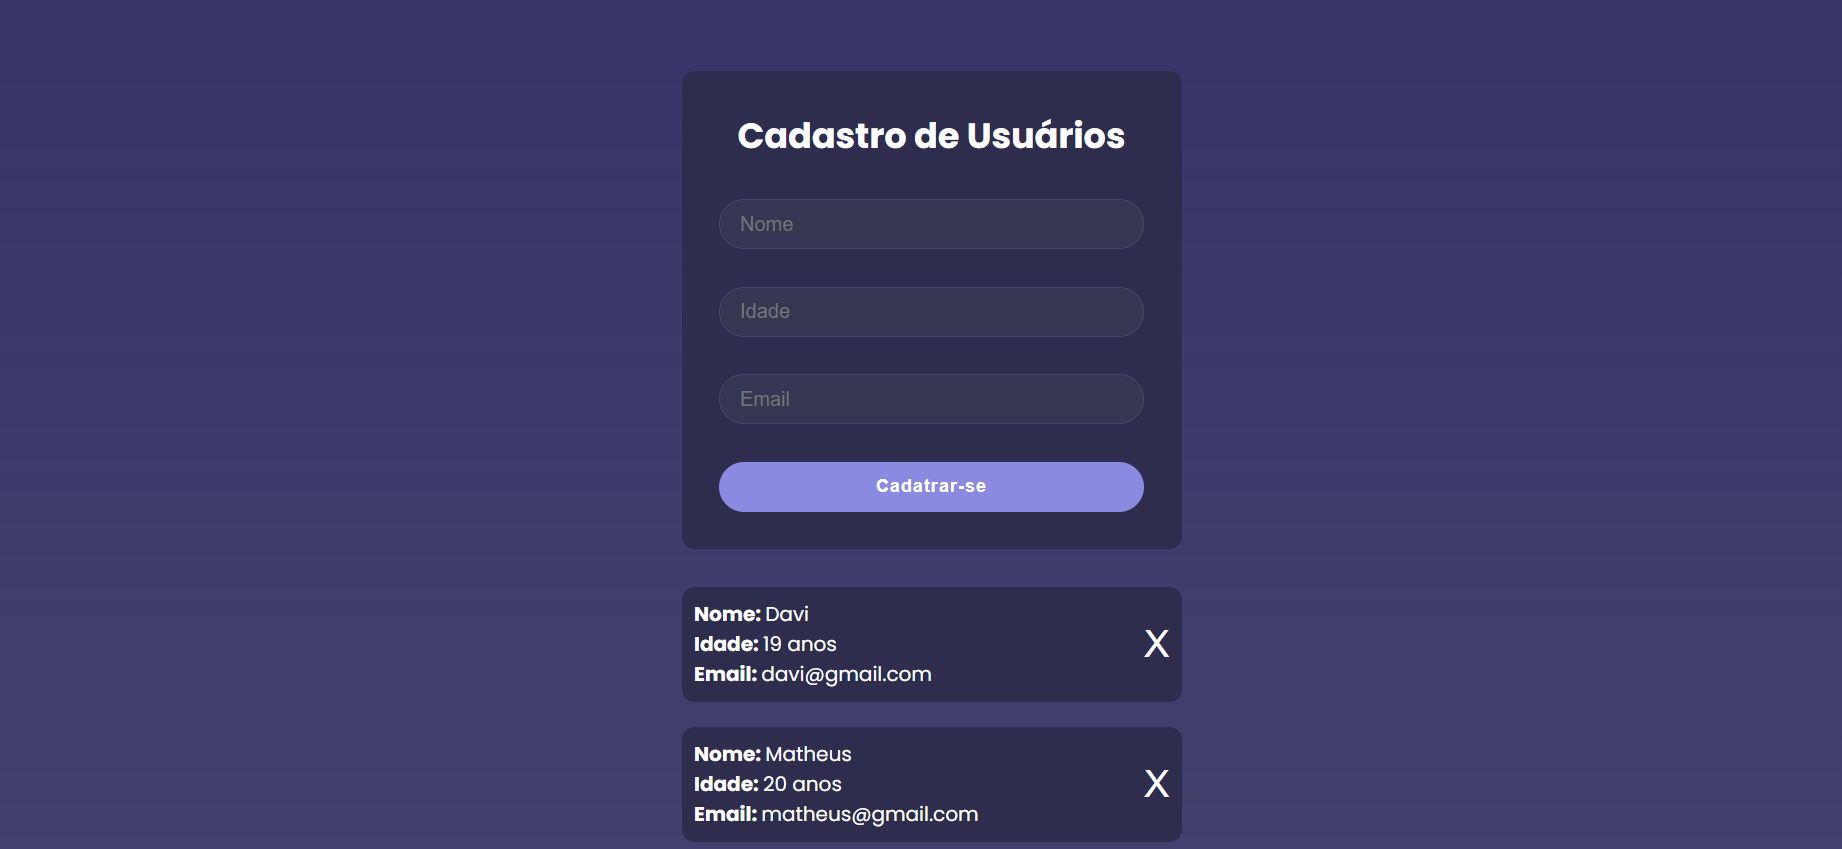 Cadastro de Usuários
Nome
Idade
Email
Cadatrar-se
Nome: Davi
Idade: 19 anos
Email: davi@gmail.com
X
Nome: Matheus
Idade: 20 anos
Email: matheus@gmail.com
X